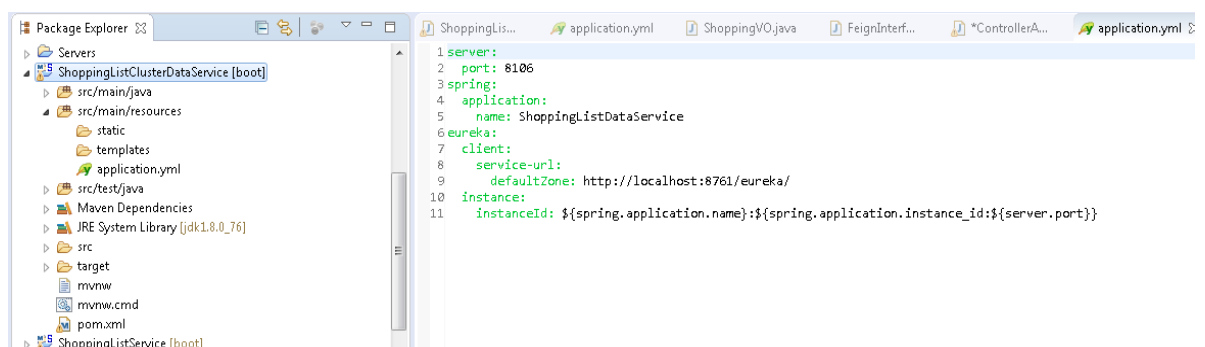 Package Explorer
Servers
ShoppingListClusterDataService [boot]
src/main/java
src/main/resources
static
templates
application.yml
src/test/java
Maven Dependencies
JRE System Library [jdk1.8.0_76]
src
target
mvnw
mvnw.cmd
pom.xml
ShoppingListService [boot]
ShoppingLis... application.yml ShoppingVO.java FeignInterf... *ControllerA... application.yml
1 server:
2 port: 8106
3 spring:
4 application:
5 name: ShoppingListDataService
6 eureka:
7 client:
8 service-url:
9 defaultZone: http://localhost:8761/eureka/
10 instance:
11 instanceId: ${spring.application.name}:${spring.application.instance_id:${server.port}}